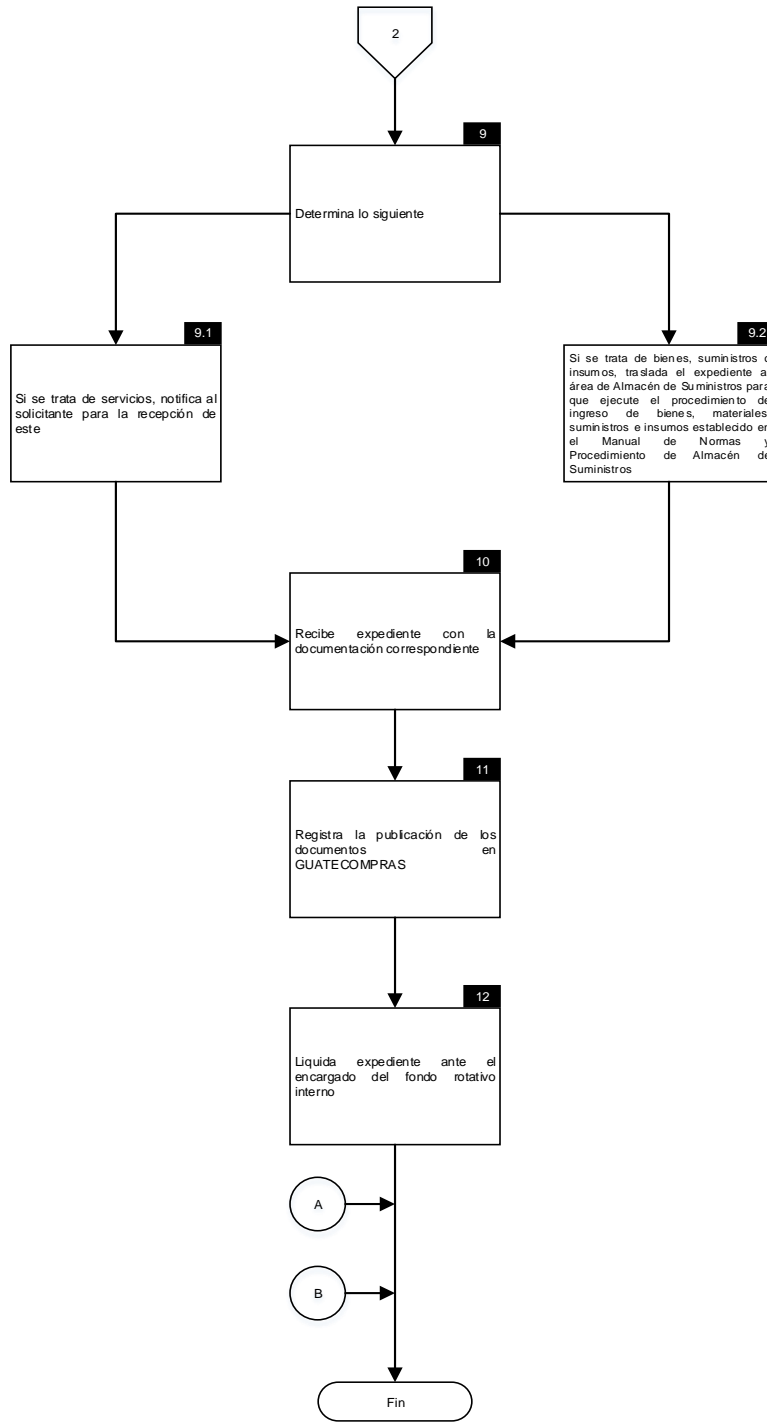 2
9
Determina lo siguiente
9.1
Si se trata de servicios, notifica al
solicitante para la recepción de
este
9.2
Si se trata de bienes, suministros
insumos, traslada el expediente
área de Almacén de Suministros para
que ejecute el procedimiento de
ingreso de bienes, materiales
suministros e insumos establecido en
el Manual de Normas y
Procedimiento de Almacén de
Suministros
10
Recibe expediente con la
documentación correspondiente
11
Registra la publicación de los
documentos en
GUATECOMPRAS
12
Liquida expediente ante el
encargado del fondo rotativo
interno
A
B
Fin